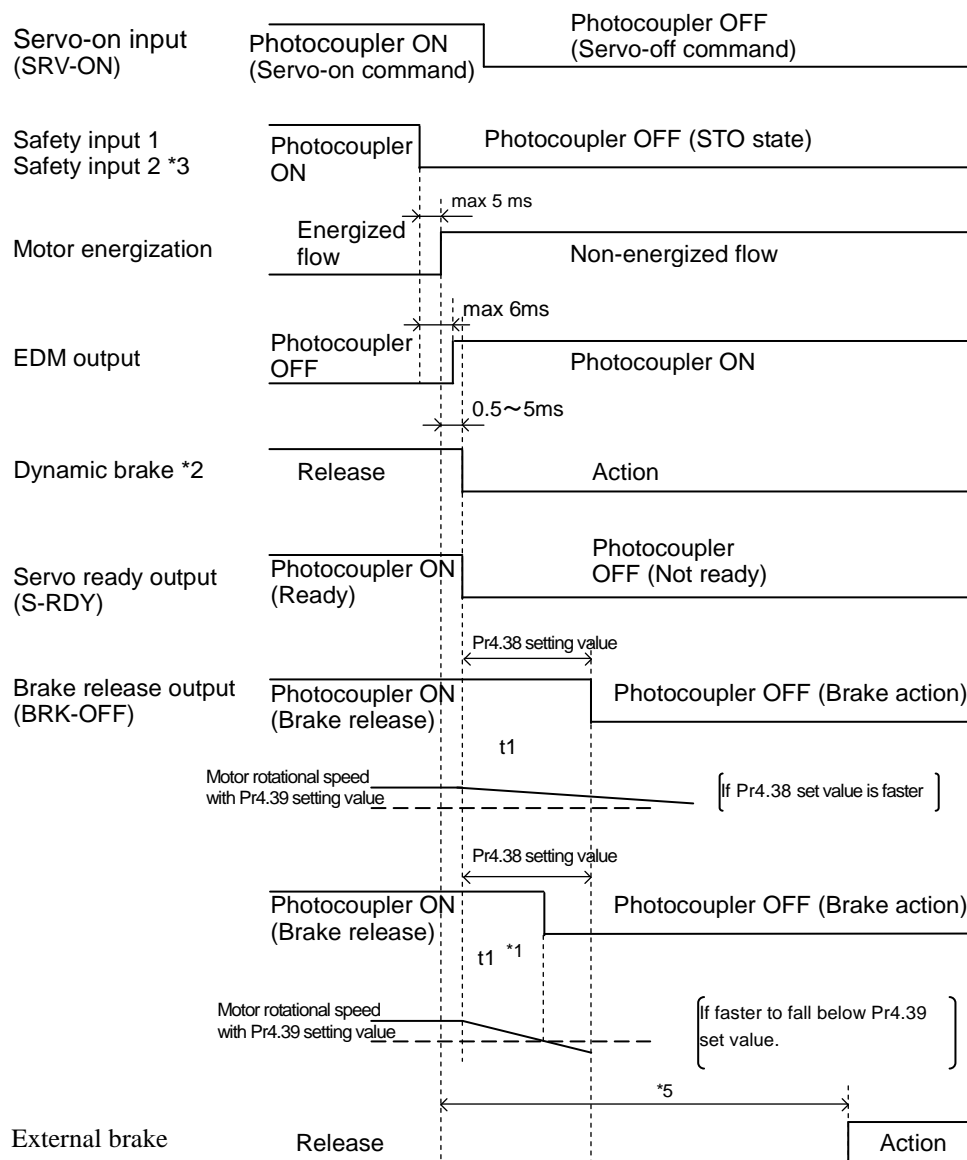 Servo-on input
(SRV-ON)
Photocoupler ON
(Servo-on command)
Photocoupler OFF
(Servo-off command)
Safety input 1
Safety input 2 *3
Photocoupler
ON
Photocoupler OFF (STO state)
max 5 ms
Motor energization
Energized
flow
Non-energized flow
max 6ms
EDM output
Photocoupler
OFF
Photocoupler ON
0.5～5ms
Dynamic brake *2
Release
Action
Servo ready output
(S-RDY)
Photocoupler ON
(Ready)
Photocoupler
OFF (Not ready)
Pr4.38 setting value
Brake release output
(BRK-OFF)
Photocoupler ON
(Brake release)
Photocoupler OFF (Brake action)
t1
Motor rotational speed
with Pr4.39 setting value
If Pr4.38 set value is faster
Pr4.38 setting value
Photocoupler ON
(Brake release)
Photocoupler OFF (Brake action)
t1 *1
Motor rotational speed
with Pr4.39 setting value
If faster to fall below Pr4.39
set value.
*5
External brake
Release
Action